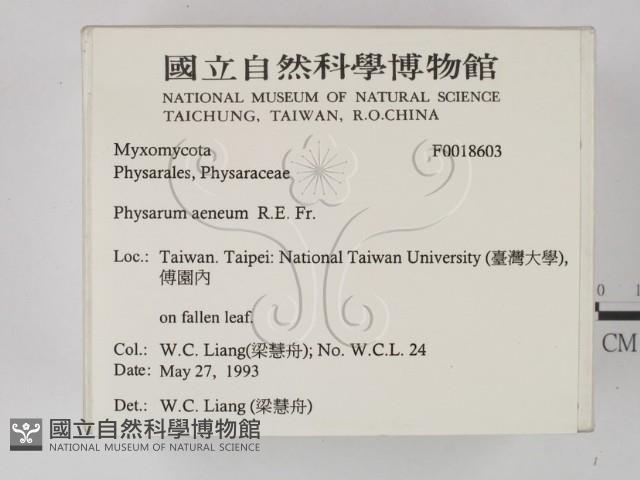 國立自然科學博物館
NATIONAL MUSEUM OF NATURAL SCIENCE
TAICHUNG, TAIWAN, R.O.CHINA
Myxomycota F0018603
Physarales, Physaraceae
Physarum aeneum R.E. Fr.
Loc.: Taiwan. Taipei: National Taiwan University (臺灣大學),
傅園內
on fallen leaf.
Col.: W.C. Liang(梁慧舟); No. W.C.L. 24
Date: May 27, 1993
Det.: W.C. Liang (梁慧舟)
0 1
CM
國立自然科學博物館
NATIONAL MUSEUM OF NATURAL SCIENCE